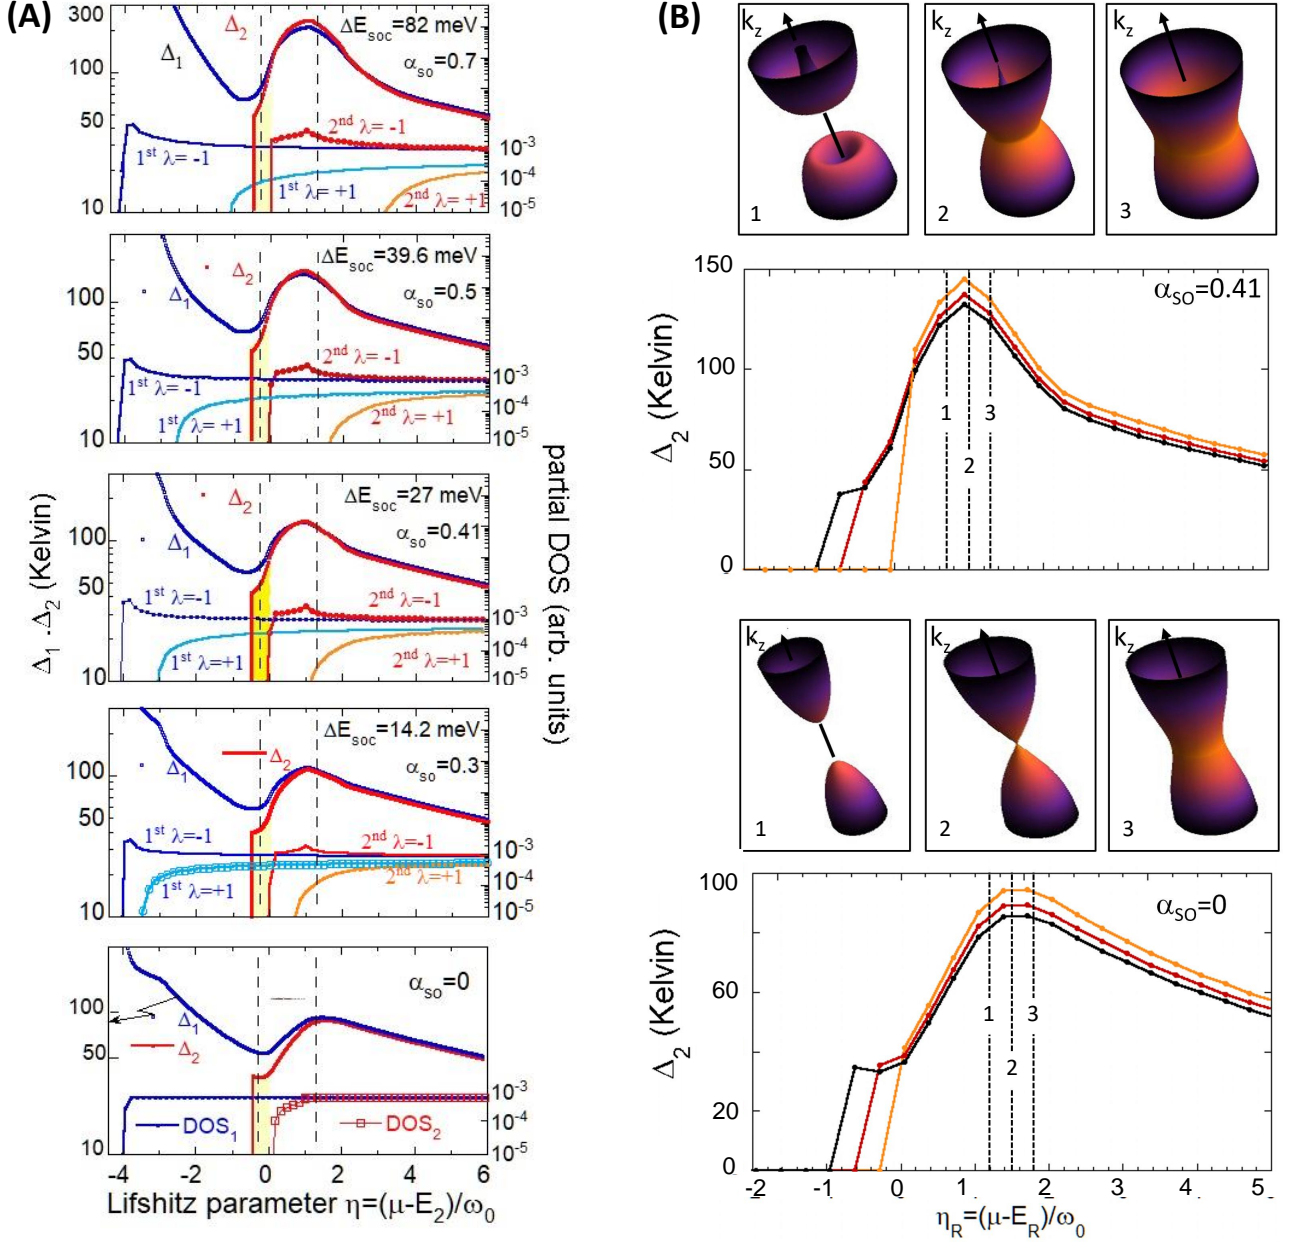 (A)
300
100
50
10
Δ1
Δ2
ΔEsoc=82 meV
αso=0.7
2nd λ= -1
1st λ= -1
1st λ= +1
2nd λ= +1
10-3
10-4
10-5
100
50
10
Δ2
Δ1
ΔEsoc=39.6 meV
αso=0.5
2nd λ= -1
1st λ= -1
1st λ= +1
2nd λ= +1
10-3
10-4
10-5
100
50
10
Δ2
Δ1
ΔEsoc=27 meV
αso=0.41
1st λ=-1
2nd λ=-1
1st λ=+1
2nd λ=+1
10-3
10-4
10-5
100
50
10
Δ2
Δ1
ΔEsoc=14.2 meV
αso=0.3
1st λ=-1
2nd λ=-1
1st λ=+1
2nd λ=+1
10-3
10-4
10-5
100
50
10
Δ1
Δ2
αso=0
DOS1
DOS2
10-3
10-4
10-5
-4 -2 0 2 4 6
Lifshitz parameter η=(μ-E2)/ω0
Δ1 .Δ2 (Kelvin)
partial DOS (arb. units)
(B)
kz
1
kz
2
kz
3
150
100
50
0
Δ2 (Kelvin)
αSO=0.41
1
2
3
kz
1
kz
2
kz
3
100
60
20
0
Δ2 (Kelvin)
αSO=0
1
2
3
-2 -1 0 1 2 3 4 5
ηR=(μ-ER)/ω0